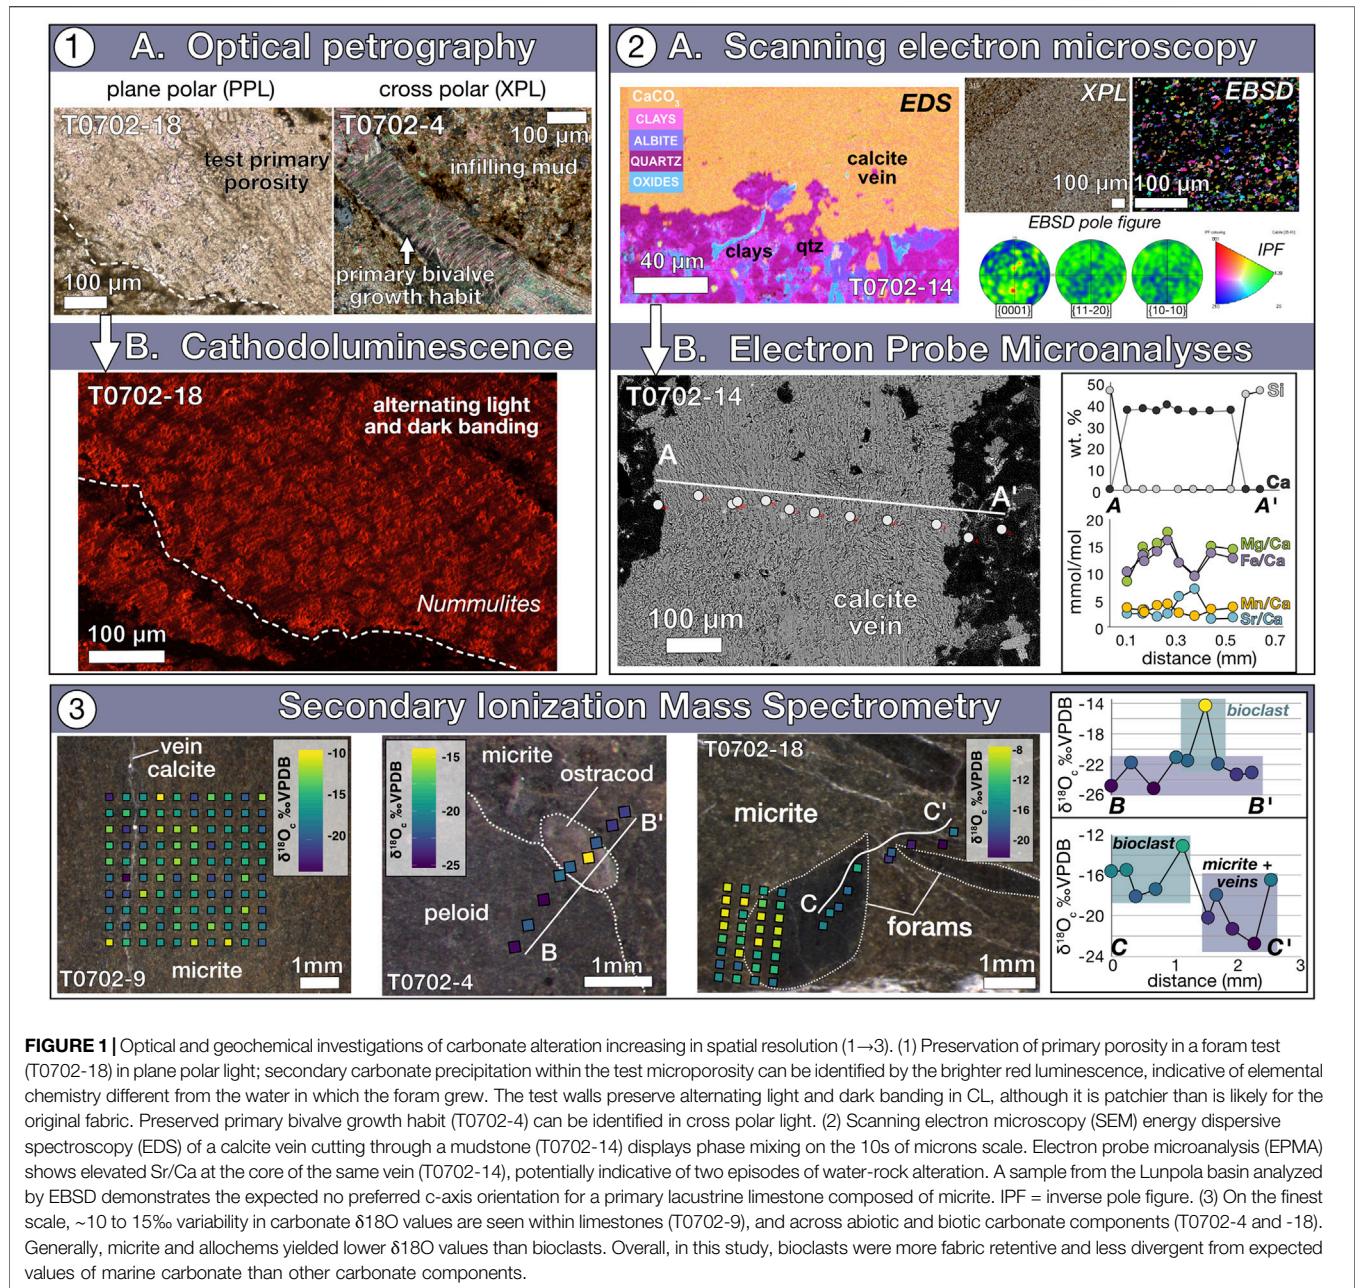 1 A. Optical petrography
plane polar (PPL)
cross polar (XPL)
T0702-18
test primary
porosity
100 µm
T0702-4
100 µm
infilling mud
primary bivalve
growth habit
B. Cathodoluminescence
T0702-18
alternating light
and dark banding
Nummulites
100 µm
2 A. Scanning electron microscopy
CaCO3
CLAYS
ALBITE
QUARTZ
OXIDES
EDS
calcite
vein
clays
qtz
40 µm
T0702-14
XPL
100 µm
EBSD
100 µm
EBSD pole figure
{0001}
{11-20}
{10-10}
IPF
B. Electron Probe Microanalyses
T0702-14
A
A'
100 µm
calcite
vein
wt. %
50
40
30
20
10
0
Si
Ca
A
A'
mmol/mol
20
15
10
5
0
Mg/Ca
Fe/Ca
Mn/Ca
Sr/Ca
0.1 0.3 0.5 0.7
distance (mm)
3 Secondary Ionization Mass Spectrometry
vein
calcite
δ18Oc ‰VPDB
-10
-15
-20
T0702-9
micrite
1mm
δ18Oc ‰VPDB
-15
-20
-25
micrite
ostracod
B'
peloid
B
T0702-4
1mm
T0702-18
δ18Oc ‰VPDB
-8
-12
-16
-20
micrite
C'
C
forams
1mm
δ18Oc ‰VPDB
-14
-18
-22
-26
bioclast
B
B'
δ18Oc ‰VPDB
-12
-16
-20
-24
bioclast
micrite +
veins
C
C'
0 1 2 3
distance (mm)
FIGURE 1 | Optical and geochemical investigations of carbonate alteration increasing in spatial resolution (1→3). (1) Preservation of primary porosity in a foram test
(T0702-18) in plane polar light; secondary carbonate precipitation within the test microporosity can be identified by the brighter red luminescence, indicative of elemental
chemistry different from the water in which the foram grew. The test walls preserve alternating light and dark banding in CL, although it is patchier than is likely for the
original fabric. Preserved primary bivalve growth habit (T0702-4) can be identified in cross polar light. (2) Scanning electron microscopy (SEM) energy dispersive
spectroscopy (EDS) of a calcite vein cutting through a mudstone (T0702-14) displays phase mixing on the 10s of microns scale. Electron probe microanalysis (EPMA)
shows elevated Sr/Ca at the core of the same vein (T0702-14), potentially indicative of two episodes of water-rock alteration. A sample from the Lunpola basin analyzed
by EBSD demonstrates the expected no preferred c-axis orientation for a primary lacustrine limestone composed of micrite. IPF = inverse pole figure. (3) On the finest
scale, ~10 to 15‰ variability in carbonate δ18O values are seen within limestones (T0702-9), and across abiotic and biotic carbonate components (T0702-4 and -18).
Generally, micrite and allochems yielded lower δ18O values than bioclasts. Overall, in this study, bioclasts were more fabric retentive and less divergent from expected
values of marine carbonate than other carbonate components.